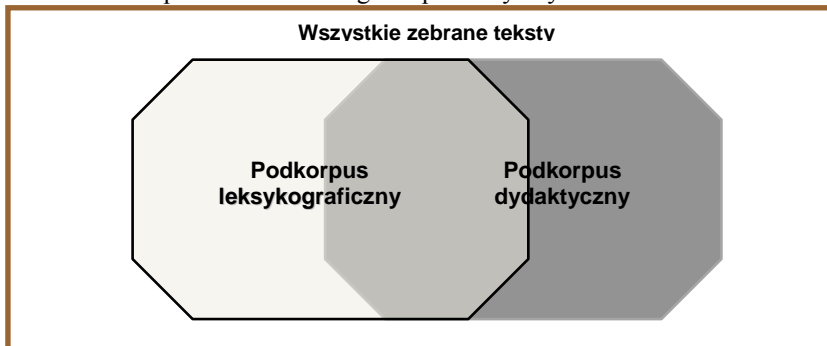 Wszystkie zebrane teksty
Podkorpus
leksykograficzny
Podkorpus
dydaktyczny